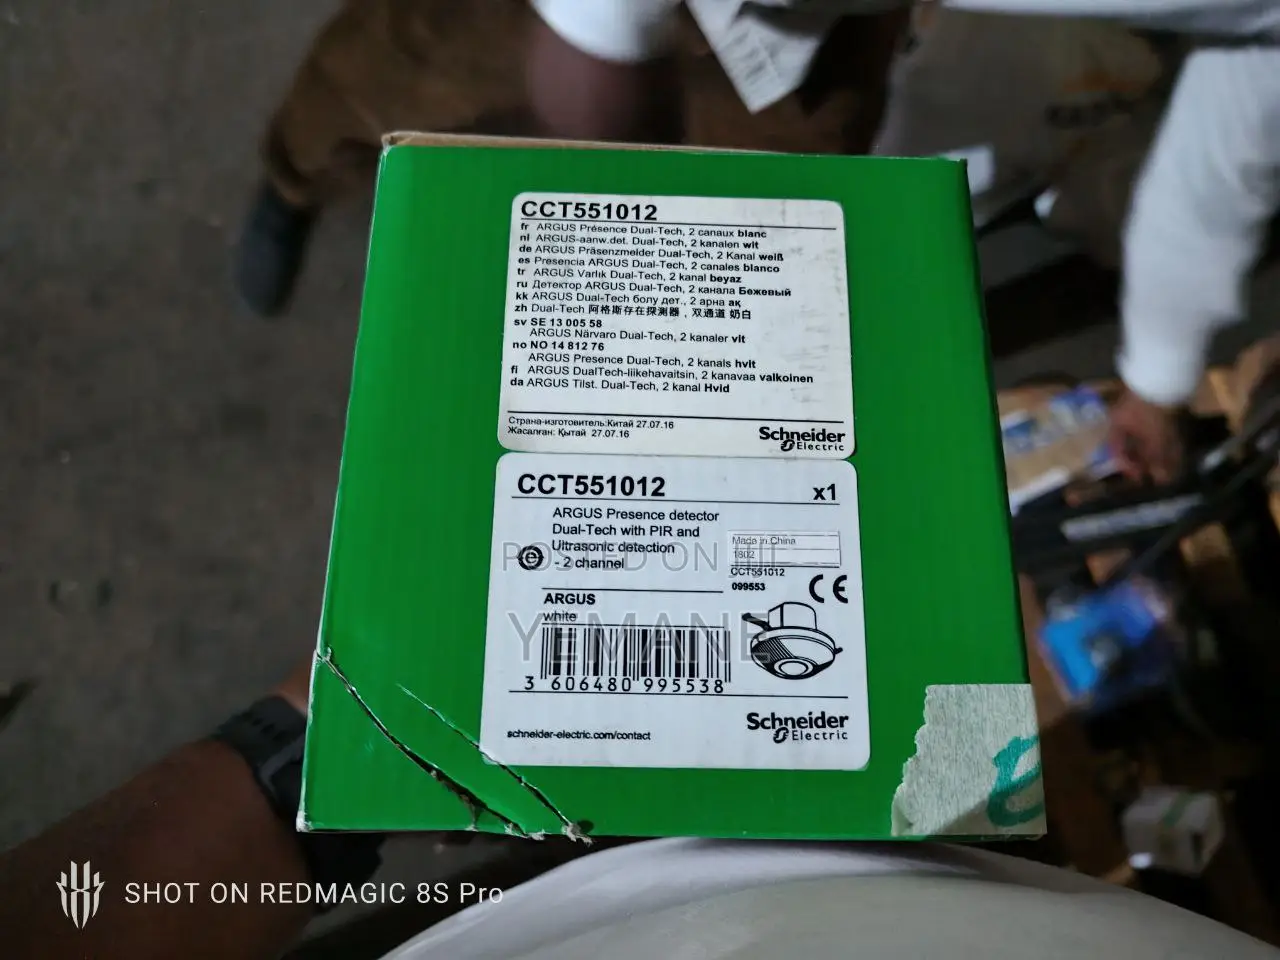 CCT551012
fr ARGUS Présence Dual-Tech, 2 canaux blanc
nl ARGUS-aanw.det. Dual-Tech, 2 kanalen wit
de ARGUS Präsenzmelder Dual-Tech, 2 Kanal weiß
es Presencia ARGUS Dual-Tech, 2 canales blanco
tr ARGUS Varlık Dual-Tech, 2 kanal beyaz
ru Детектор ARGUS Dual-Tech, 2 канала Бежевый
kk ARGUS Dual-Tech болу дет., 2 арна ақ
zh Dual-Tech 阿格斯存在探测器，双通道 奶白
sv SE 13 005 58
ARGUS Närvaro Dual-Tech, 2 kanaler vit
no NO 14 812 76
ARGUS Presence Dual-Tech, 2 kanals hvit
fi ARGUS DualTech-liikehavaitsin, 2 kanavaa valkoinen
da ARGUS Tilst. Dual-Tech, 2 kanal Hvid
Страна-изготовитель:Китай 27.07.16
Жасалған: Қытай 27.07.16
Schneider
Electric
CCT551012 x1
ARGUS Presence detector
Dual-Tech with PIR and
Ultrasonic detection
- 2 channel
Made in China
1802
CCT551012
099553
CE
ARGUS
white
3 606480 995538
schneider-electric.com/contact
Schneider
Electric
POSTED ON JIJI
YEMANE
SHOT ON REDMAGIC 8S Pro